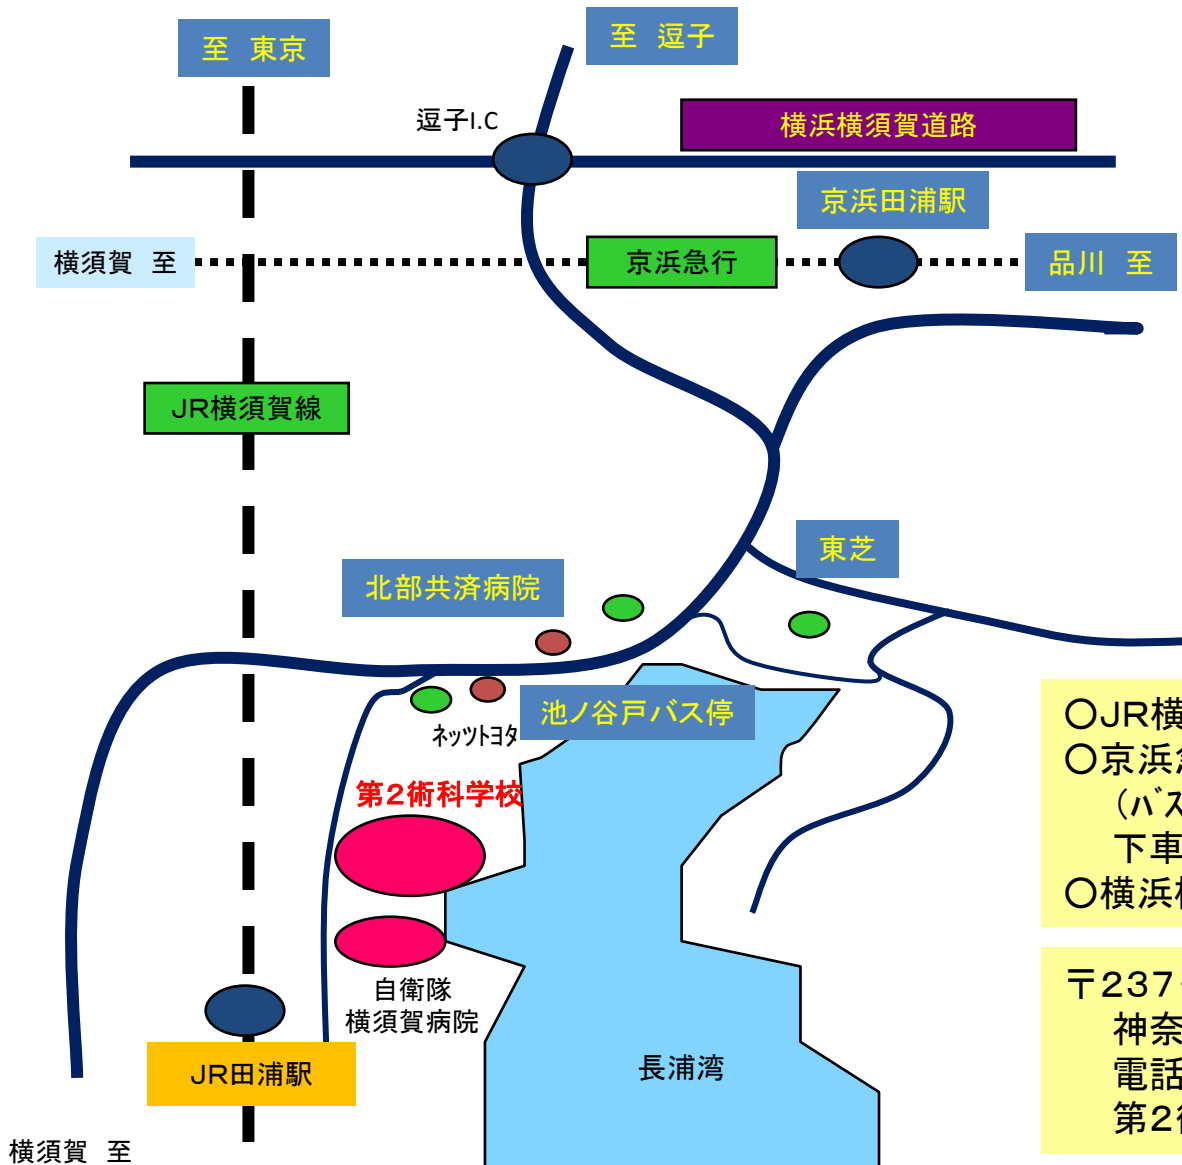 至　東京
至　逗子
逗子I.C
横浜横須賀道路
京浜田浦駅
横須賀　至
京浜急行
品川　至
JR横須賀線
東芝
北部共済病院
池ノ谷戸バス停
ネッツトヨタ
第2術科学校
自衛隊
横須賀病院
長浦湾
JR田浦駅
横須賀　至
〇JR横
〇京浜
(バス
下車
〇横浜
〒237
神奈
電話
第2術